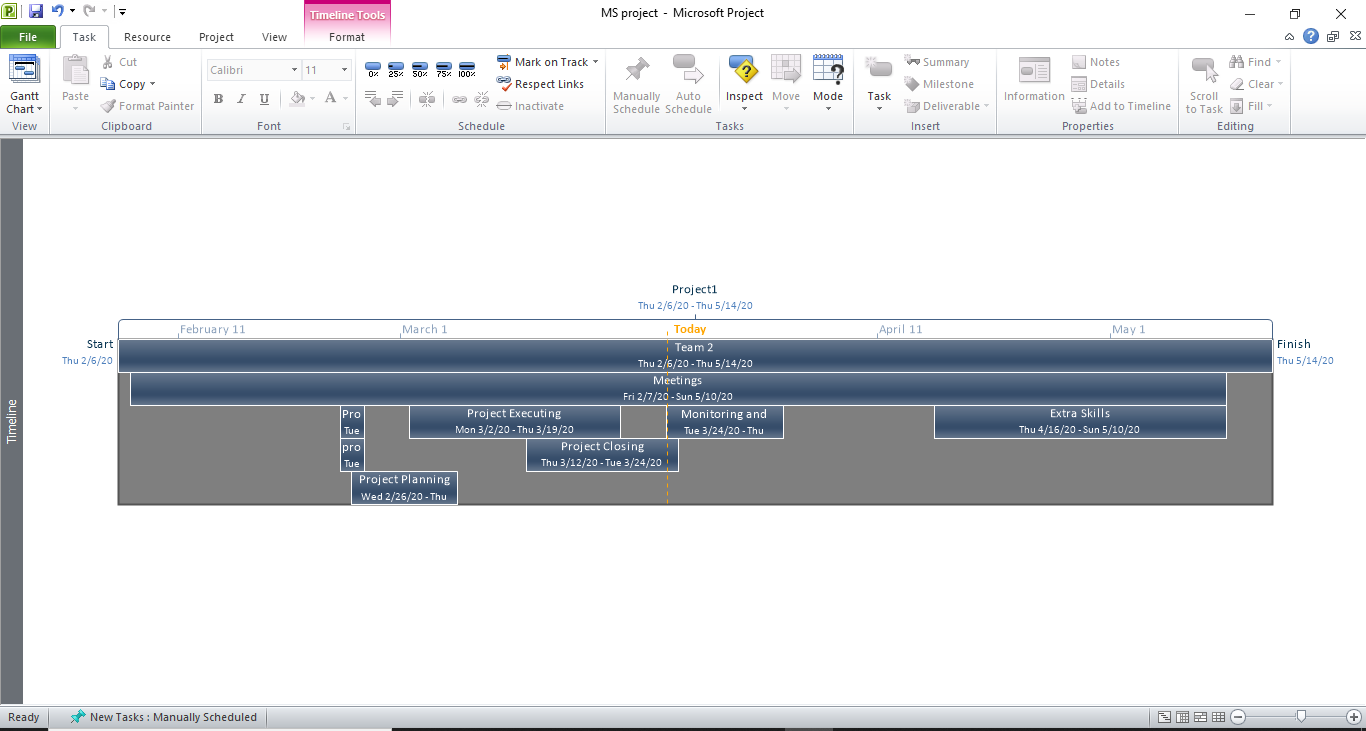 Timeline Tools
MS project - Microsoft Project
File Task Resource Project View Format
Gantt Chart
View
Paste
Cut
Copy
Format Painter
Clipboard
Calibri 11
B I U A
Font
0% 25% 50% 75% 100%
Mark on Track
Respect Links
Inactivate
Schedule
Manually Schedule
Auto Schedule
Inspect
Move
Mode
Tasks
Task
Summary
Milestone
Deliverable
Insert
Information
Notes
Details
Add to Timeline
Properties
Scroll to Task
Find
Clear
Fill
Editing
Timeline
Project1
Thu 2/6/20 - Thu 5/14/20
February 11 March 1 Today April 11 May 1
Start
Thu 2/6/20
Finish
Thu 5/14/20
Team 2
Thu 2/6/20 - Thu 5/14/20
Meetings
Fri 2/7/20 - Sun 5/10/20
Pro
Tue
Project Executing
Mon 3/2/20 - Thu 3/19/20
Monitoring and
Tue 3/24/20 - Thu
Extra Skills
Thu 4/16/20 - Sun 5/10/20
pro
Tue
Project Closing
Thu 3/12/20 - Tue 3/24/20
Project Planning
Wed 2/26/20 - Thu
Ready
New Tasks : Manually Scheduled